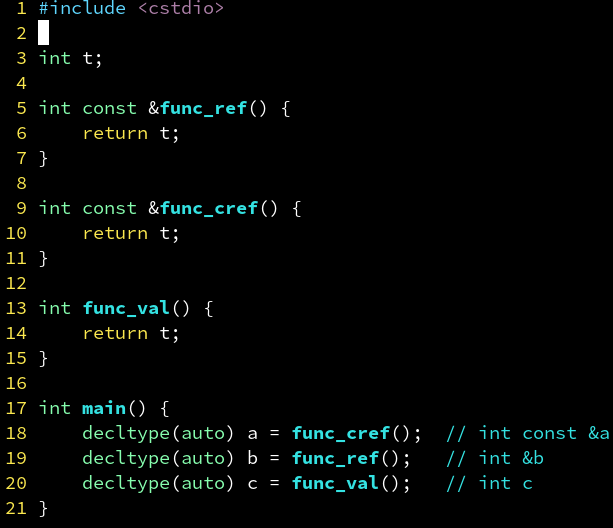 1 #include <cstdio>
2
3 int t;
4
5 int const &func_ref() {
6     return t;
7 }
8
9 int const &func_cref() {
10     return t;
11 }
12
13 int func_val() {
14     return t;
15 }
16
17 int main() {
18     decltype(auto) a = func_cref();  // int const &a
19     decltype(auto) b = func_ref();   // int &b
20     decltype(auto) c = func_val();   // int c
21 }